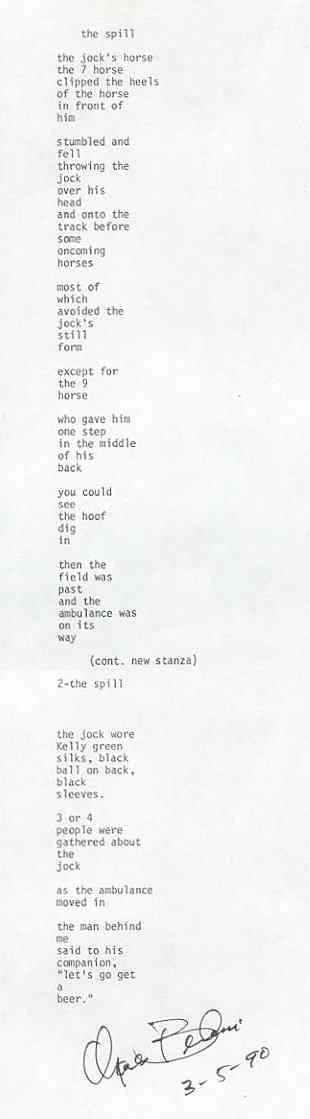 the spill
the jock's horse
the 7 horse
clipped the heels
of the horse
in front of
him
stumbled and
fell
throwing the
jock
over his
head
and onto the
track before
some
oncoming
horses
most of
which
avoided the
jock's
still
form
except for
the 9
horse
who gave him
one step
in the middle
of his
back
you could
see
the hoof
dig
in
then the
field was
past
and the
ambulance was
on its
way
(cont. new stanza)
2-the spill
the jock wore
Kelly green
silks, black
ball on back,
black
sleeves.
3 or 4
people were
gathered about
the
jock
as the ambulance
moved in
the man behind
me
said to his
companion,
"let's go get
a
beer."
3-5-90